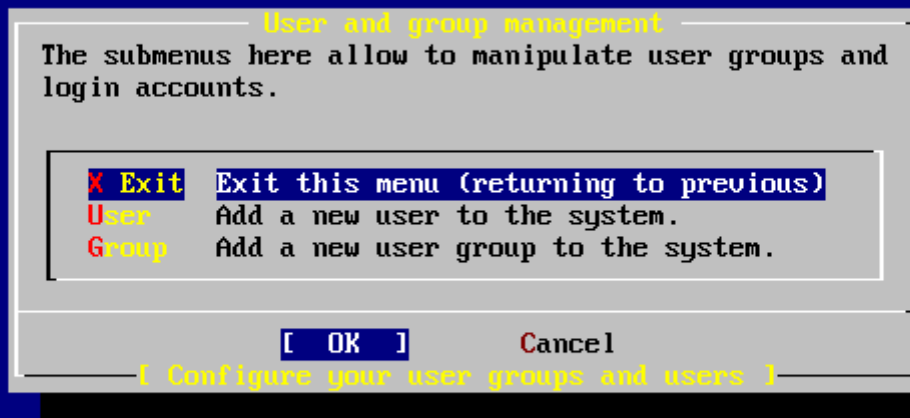 User and group management
The submenus here allow to manipulate user groups and
login accounts.
X Exit Exit this menu (returning to previous)
User Add a new user to the system.
Group Add a new user group to the system.
[ OK ] Cancel
[ Configure your user groups and users ]